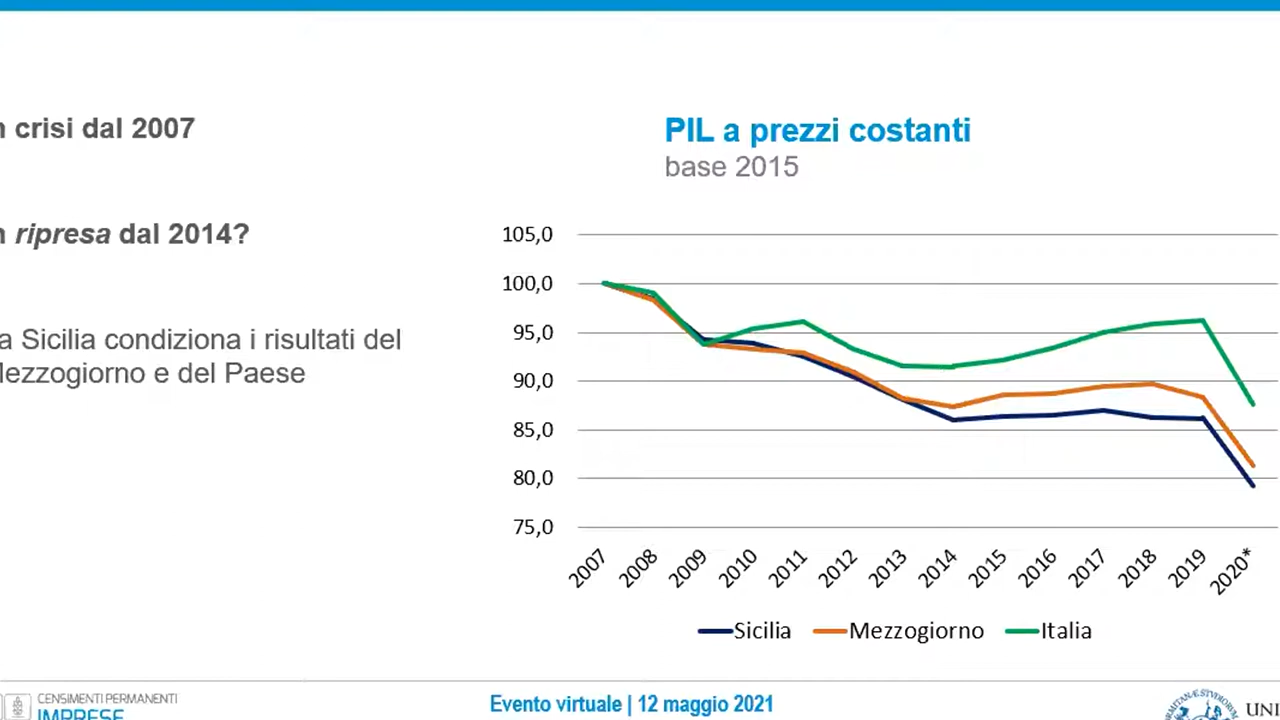 n crisi dal 2007
n ripresa dal 2014?
a Sicilia condiziona i risultati del
Mezzogiorno e del Paese
PIL a prezzi costanti
base 2015
105,0
100,0
95,0
90,0
85,0
80,0
75,0
2007 2008 2009 2010 2011 2012 2013 2014 2015 2016 2017 2018 2019 2020*
Sicilia Mezzogiorno Italia
CENSIMENTI PERMANENTI
IMPRESE
Evento virtuale | 12 maggio 2021
UNI